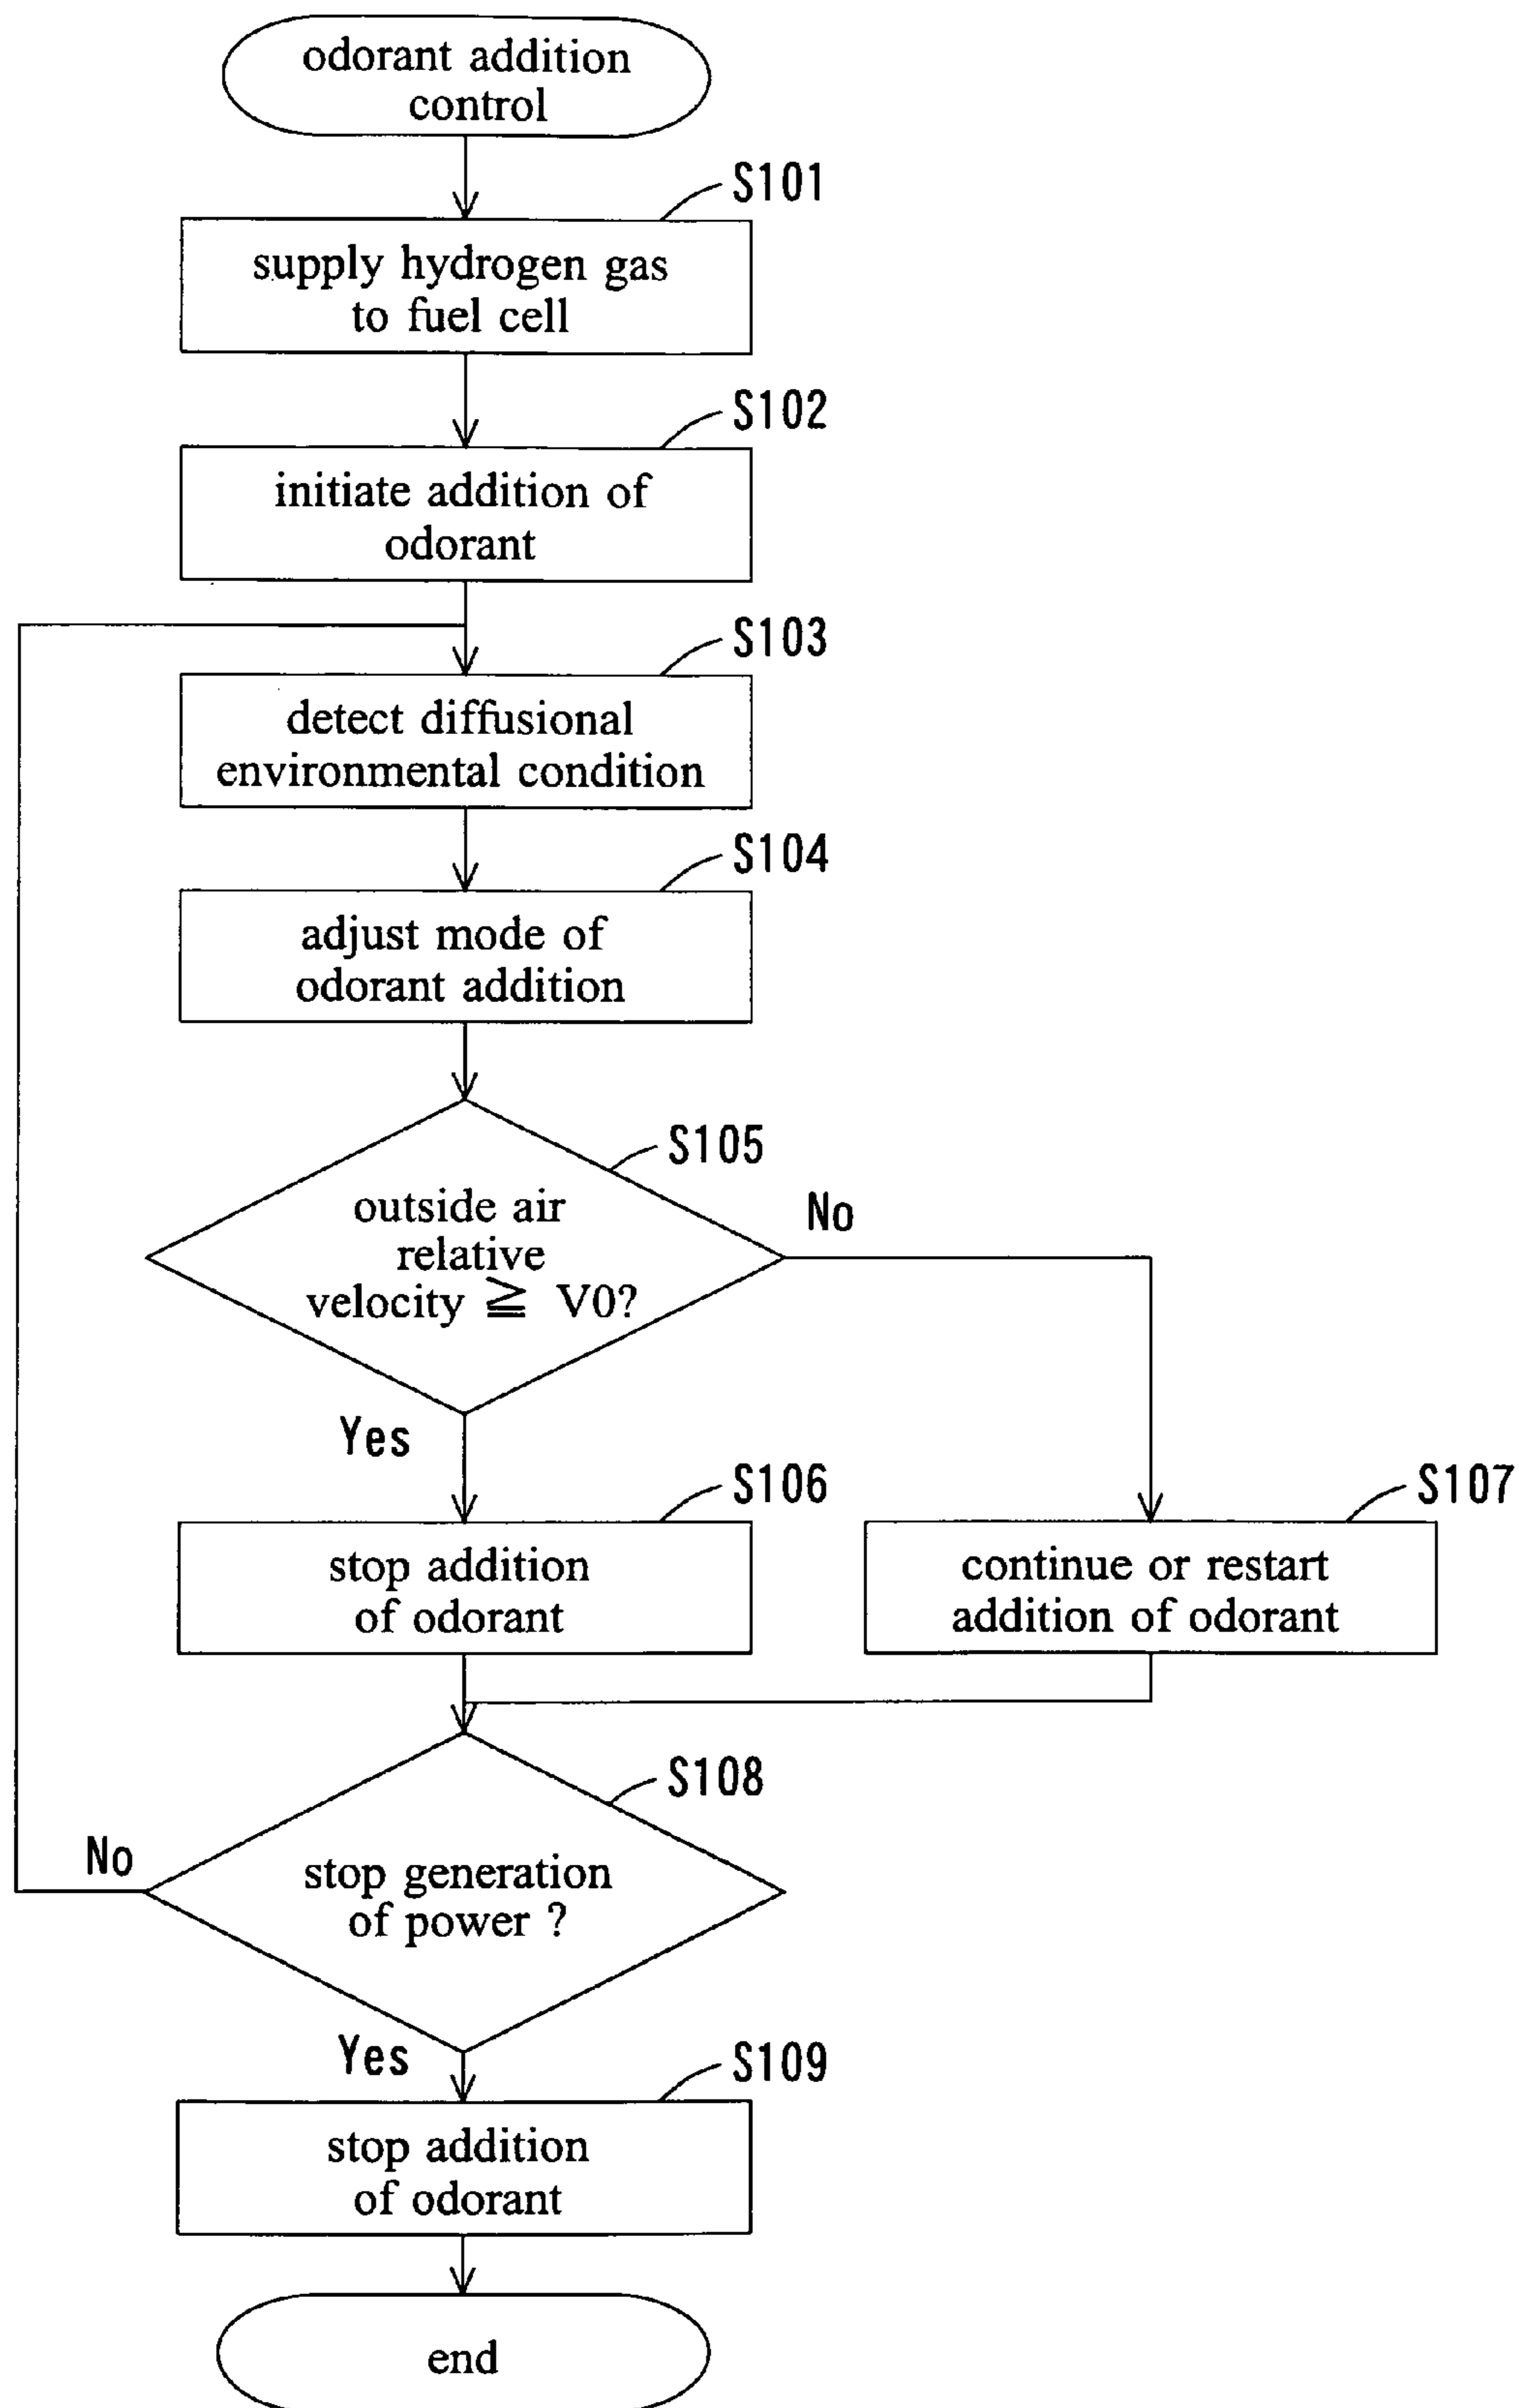 odorant addition
control
S101
supply hydrogen gas
to fuel cell
S102
initiate addition of
odorant
S103
detect diffusional
environmental condition
S104
adjust mode of
odorant addition
S105
outside air
relative
velocity ≧ V0?
No
Yes
S106
stop addition
of odorant
S107
continue or restart
addition of odorant
S108
stop generation
of power ?
No
Yes
S109
stop addition
of odorant
end